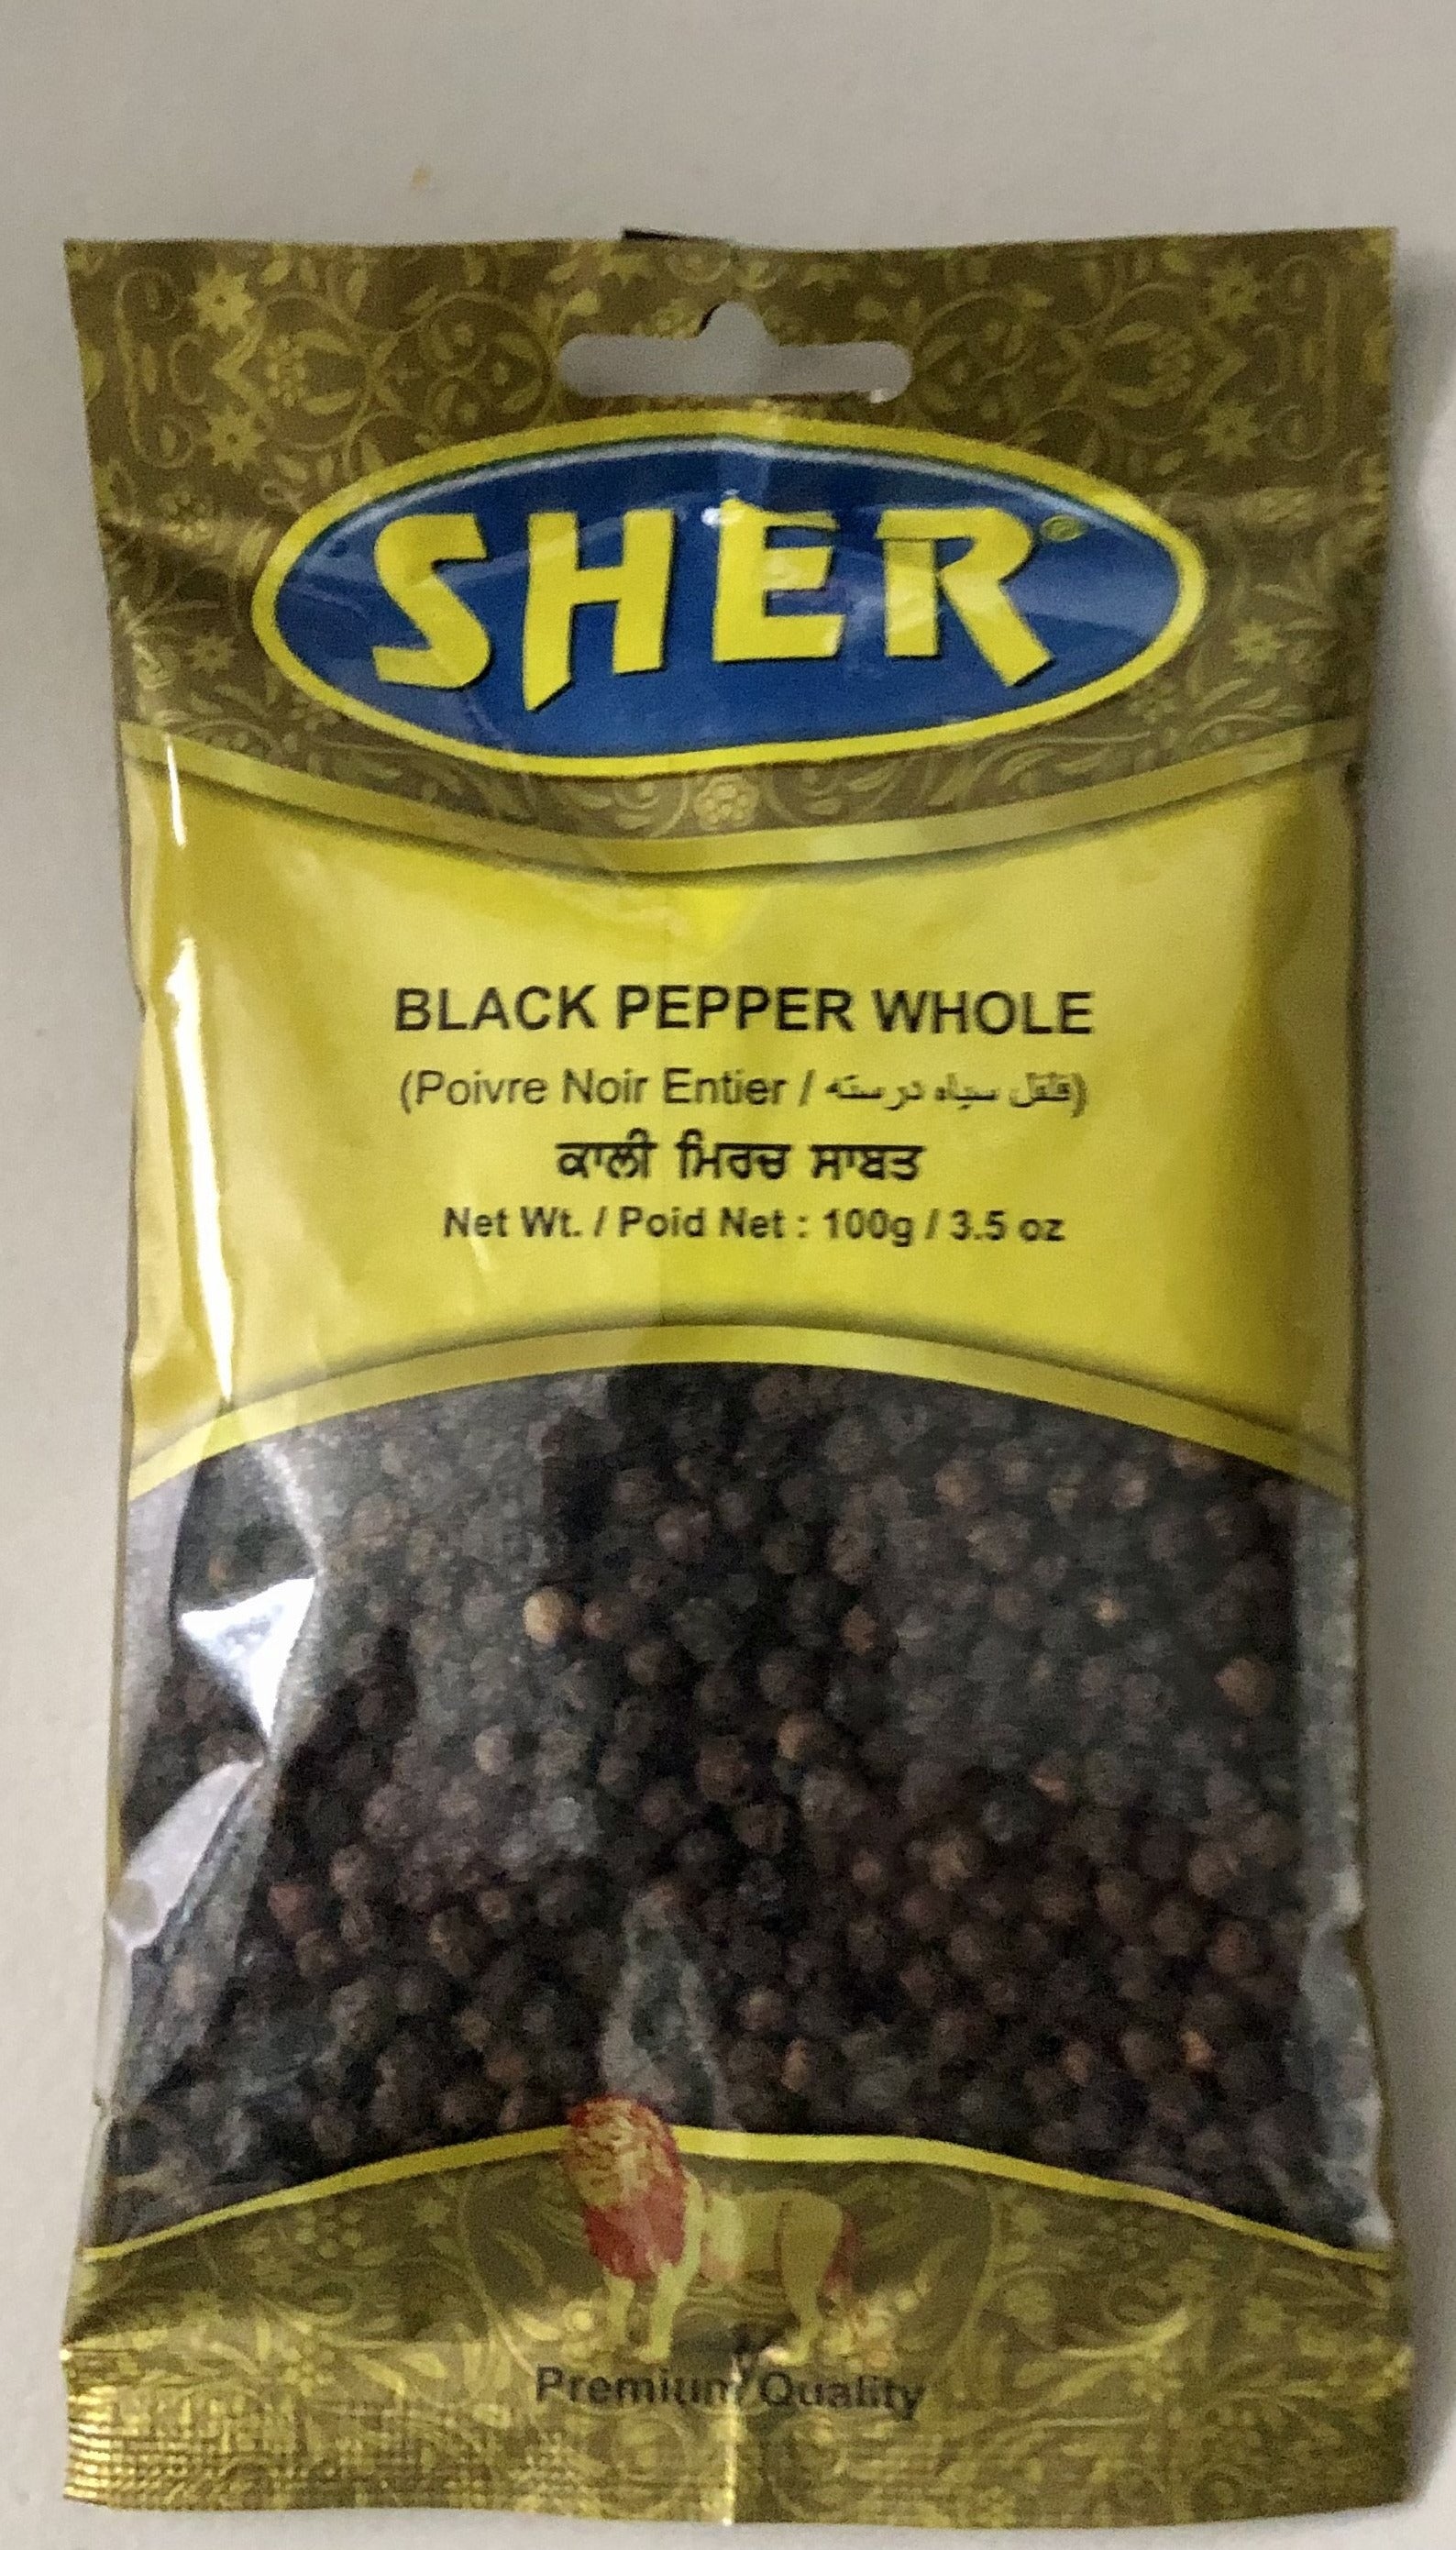 SHER®
BLACK PEPPER WHOLE
(Poivre Noir Entier / فلفل سیاه درسته)
ਕਾਲੀ ਮਿਰਚ ਸਾਬਤ
Net Wt. / Poid Net : 100g / 3.5 oz
Premium Quality